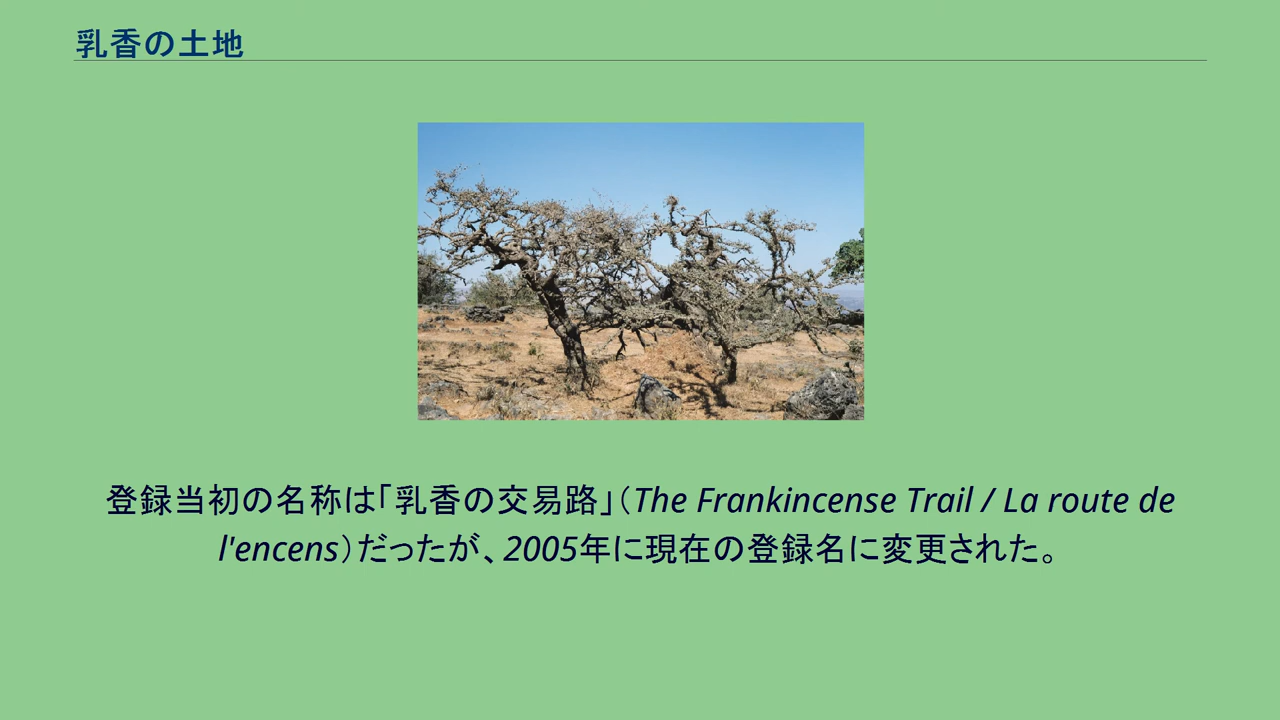 乳香の土地
登録当初の名称は「乳香の交易路」（The Frankincense Trail / La route de
l'encens）だったが、2005年に現在の登録名に変更された。